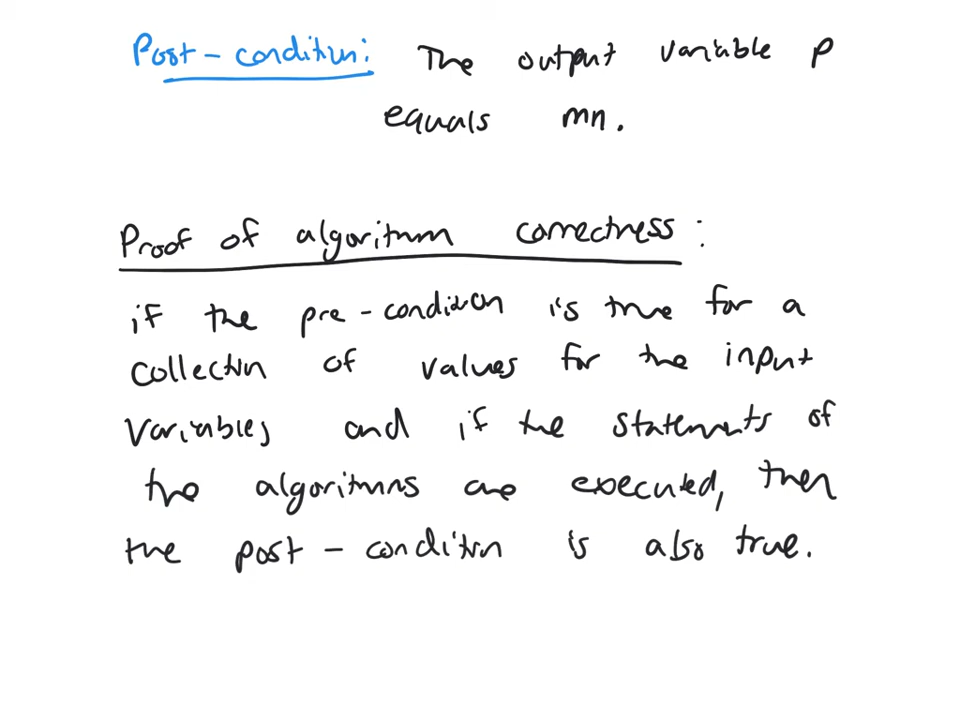 Post-condition: The output variable p
equals mn.
Proof of algorithm correctness:
if the pre-condition is true for a
collection of values for the input
variables and if the statements of
the algorithms are executed, then
the post-condition is also true.